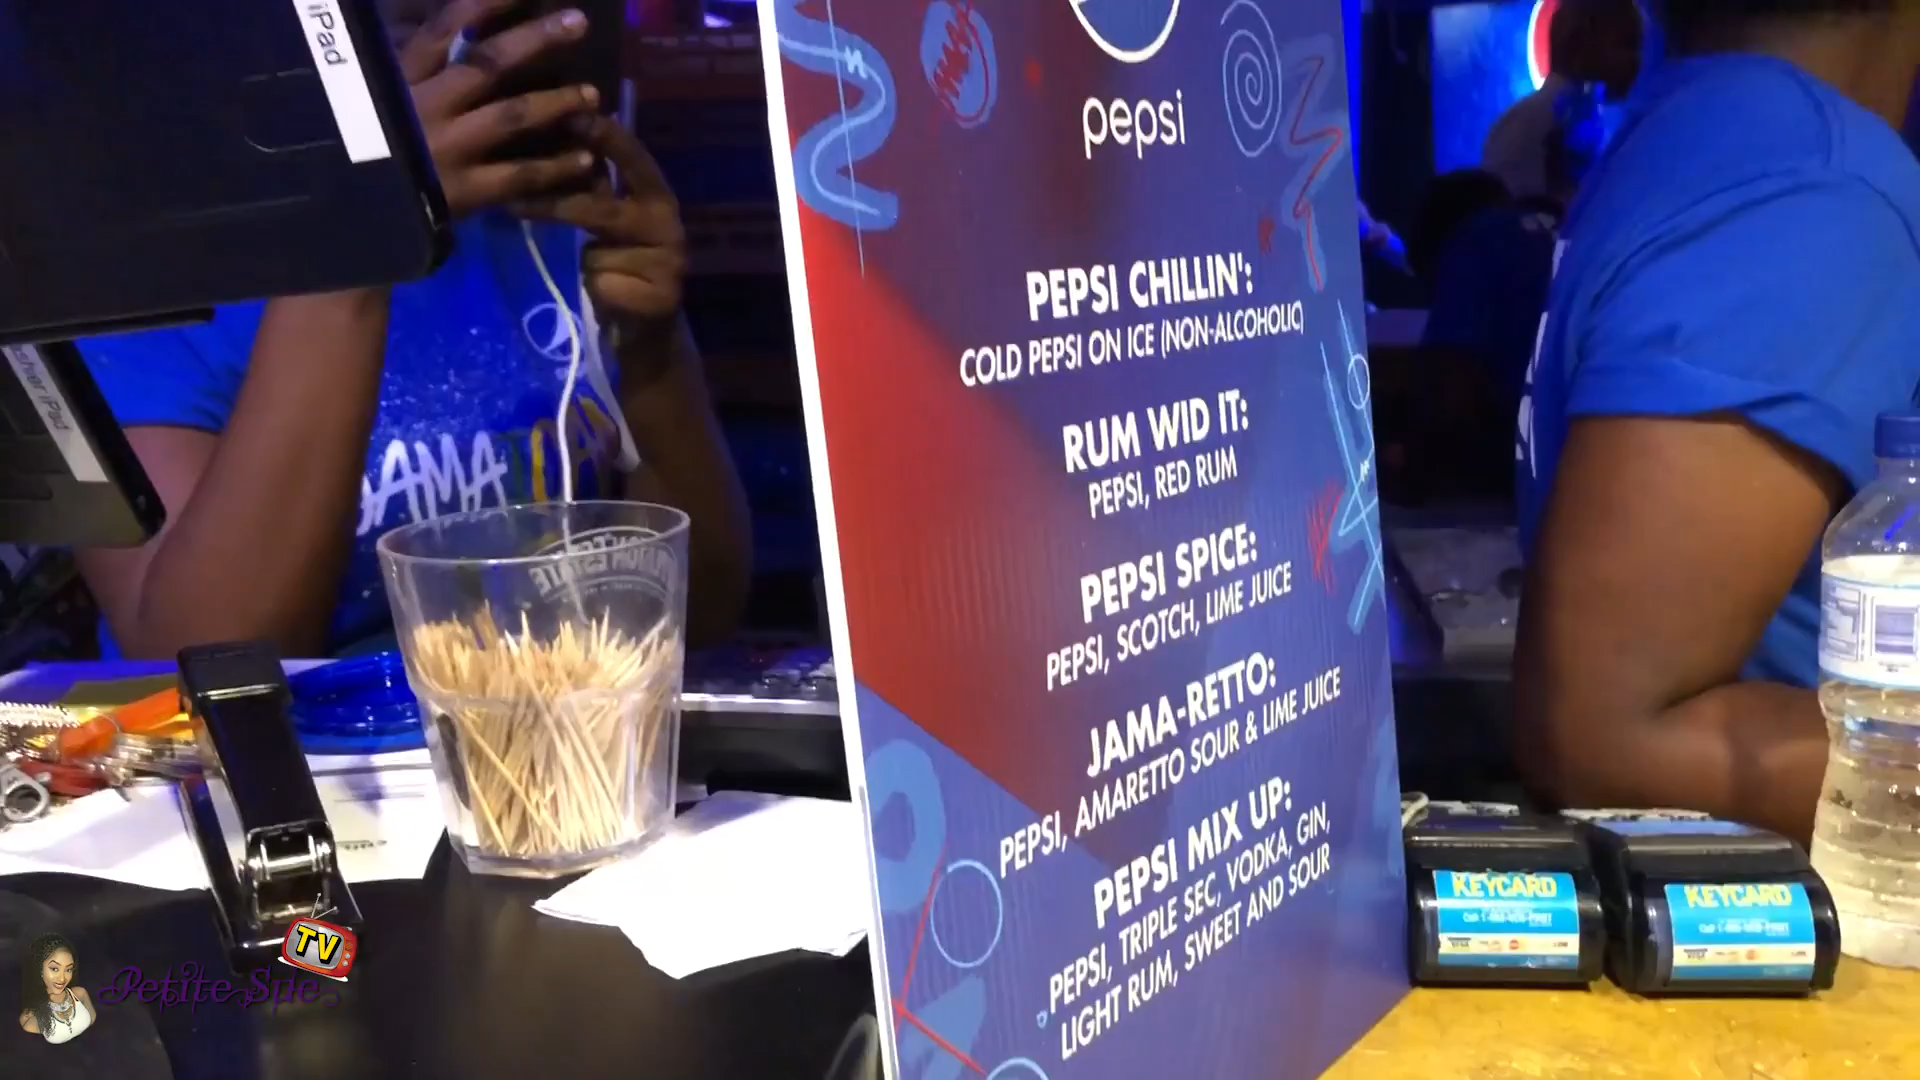 iPad
pepsi
PEPSI CHILLIN':
COLD PEPSI ON ICE (NON-ALCOHOLIC)
RUM WID IT:
PEPSI, RED RUM
PEPSI SPICE:
PEPSI, SCOTCH, LIME JUICE
JAMA-RETTO:
PEPSI, AMARETTO SOUR & LIME JUICE
PEPSI MIX UP:
PEPSI, TRIPLE SEC, VODKA, GIN,
LIGHT RUM, SWEET AND SOUR
iPad
KEYCARD
KEYCARD
TV
Petite Sue